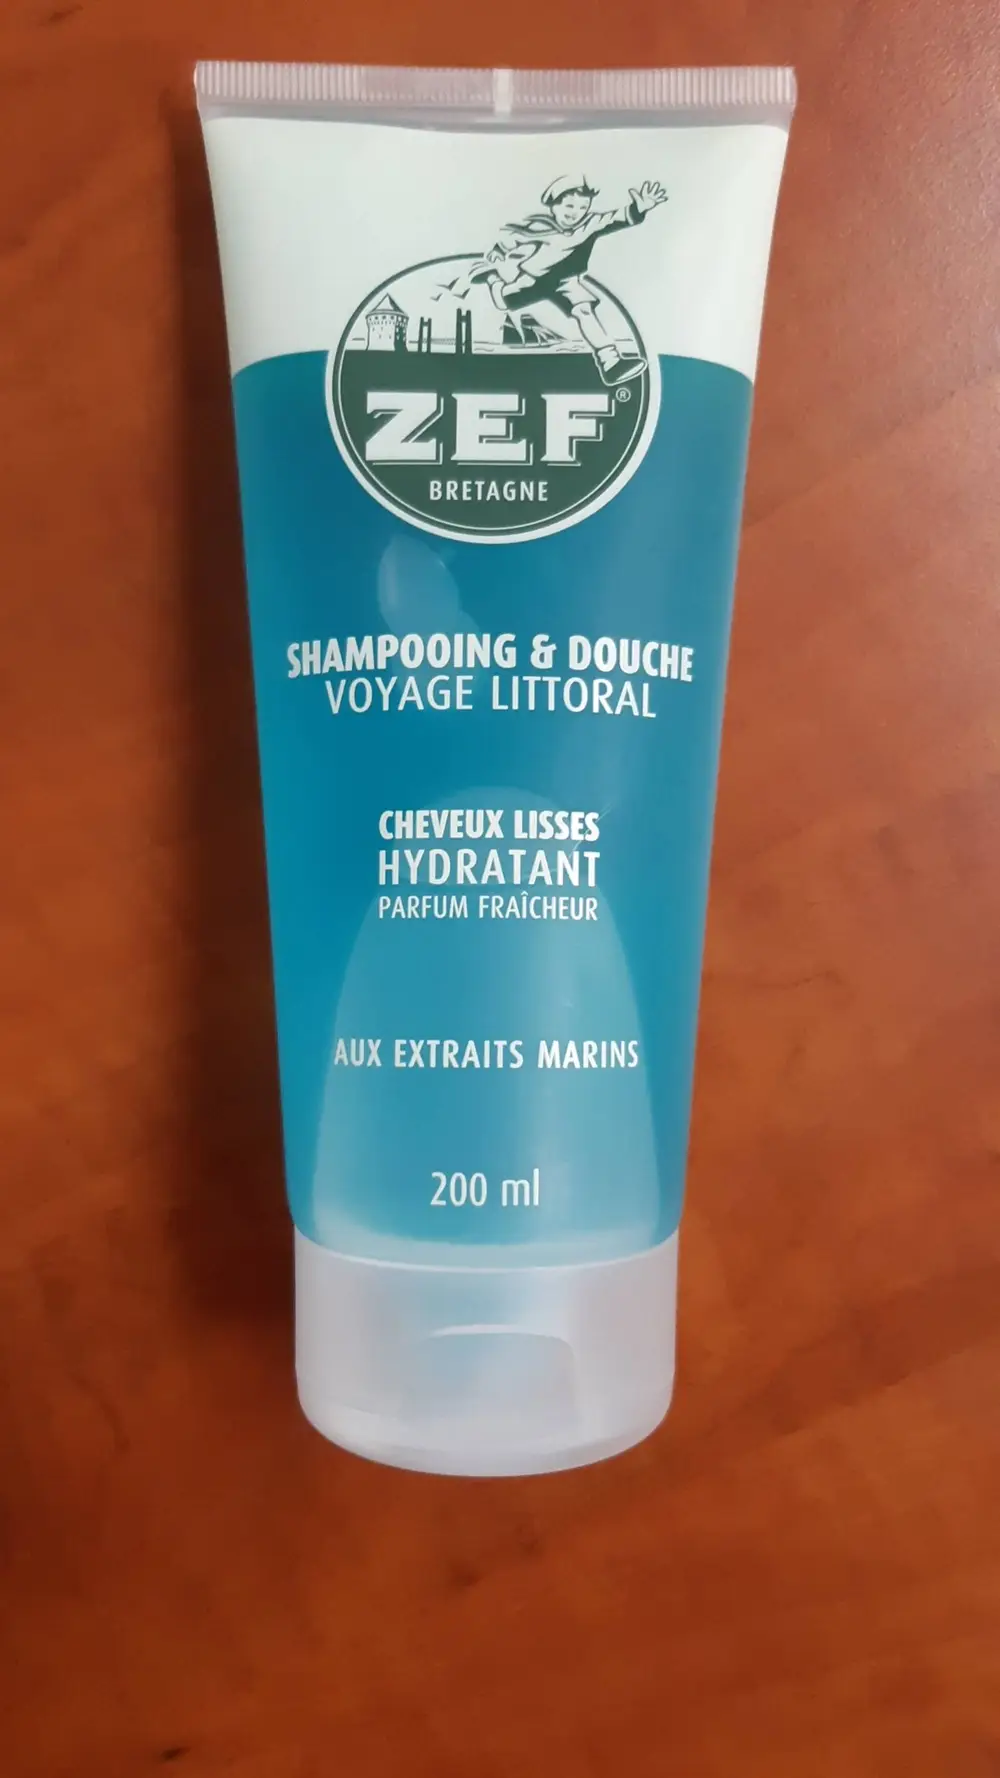 ZEF®
BRETAGNE
SHAMPOOING & DOUCHE
VOYAGE LITTORAL
CHEVEUX LISSES
HYDRATANT
PARFUM FRAÎCHEUR
AUX EXTRAITS MARINS
200 ml